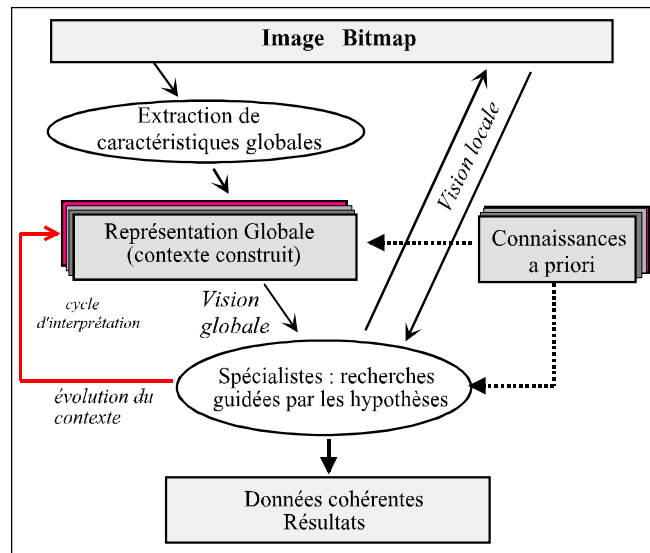 Image Bitmap
Extraction de
caractéristiques globales
Vision locale
Représentation Globale
(contexte construit)
Connaissances
a priori
cycle
d'interprétation
Vision
globale
Spécialistes : recherches
guidées par les hypothèses
évolution du
contexte
Données cohérentes
Résultats